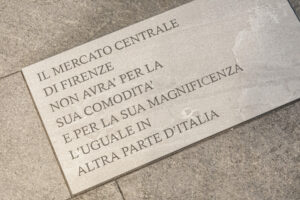 IL MERCATO CENTRALE
DI FIRENZE
NON AVRA' PER LA
SUA COMODITA'
E PER LA SUA MAGNIFICENZA
L'UGUALE IN
ALTRA PARTE D'ITALIA